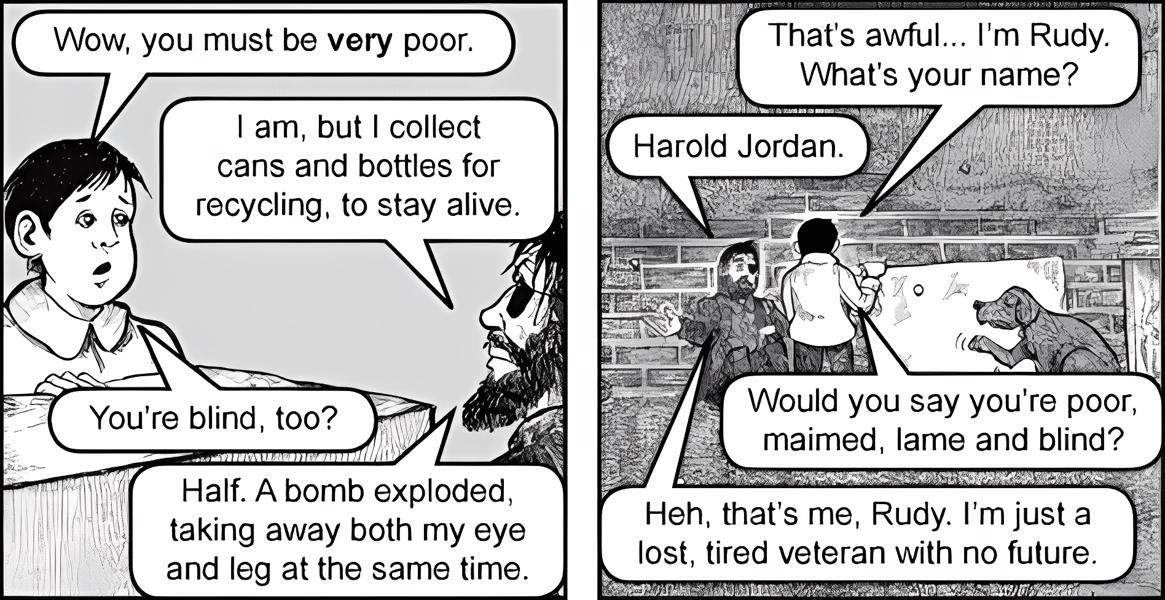 Wow, you must be very poor.
I am, but I collect
cans and bottles for
recycling, to stay alive.
You're blind, too?
Half. A bomb exploded,
taking away both my eye
and leg at the same time.
That's awful... I'm Rudy.
What's your name?
Harold Jordan.
Would you say you're poor,
maimed, lame and blind?
Heh, that's me, Rudy. I'm just a
lost, tired veteran with no future.